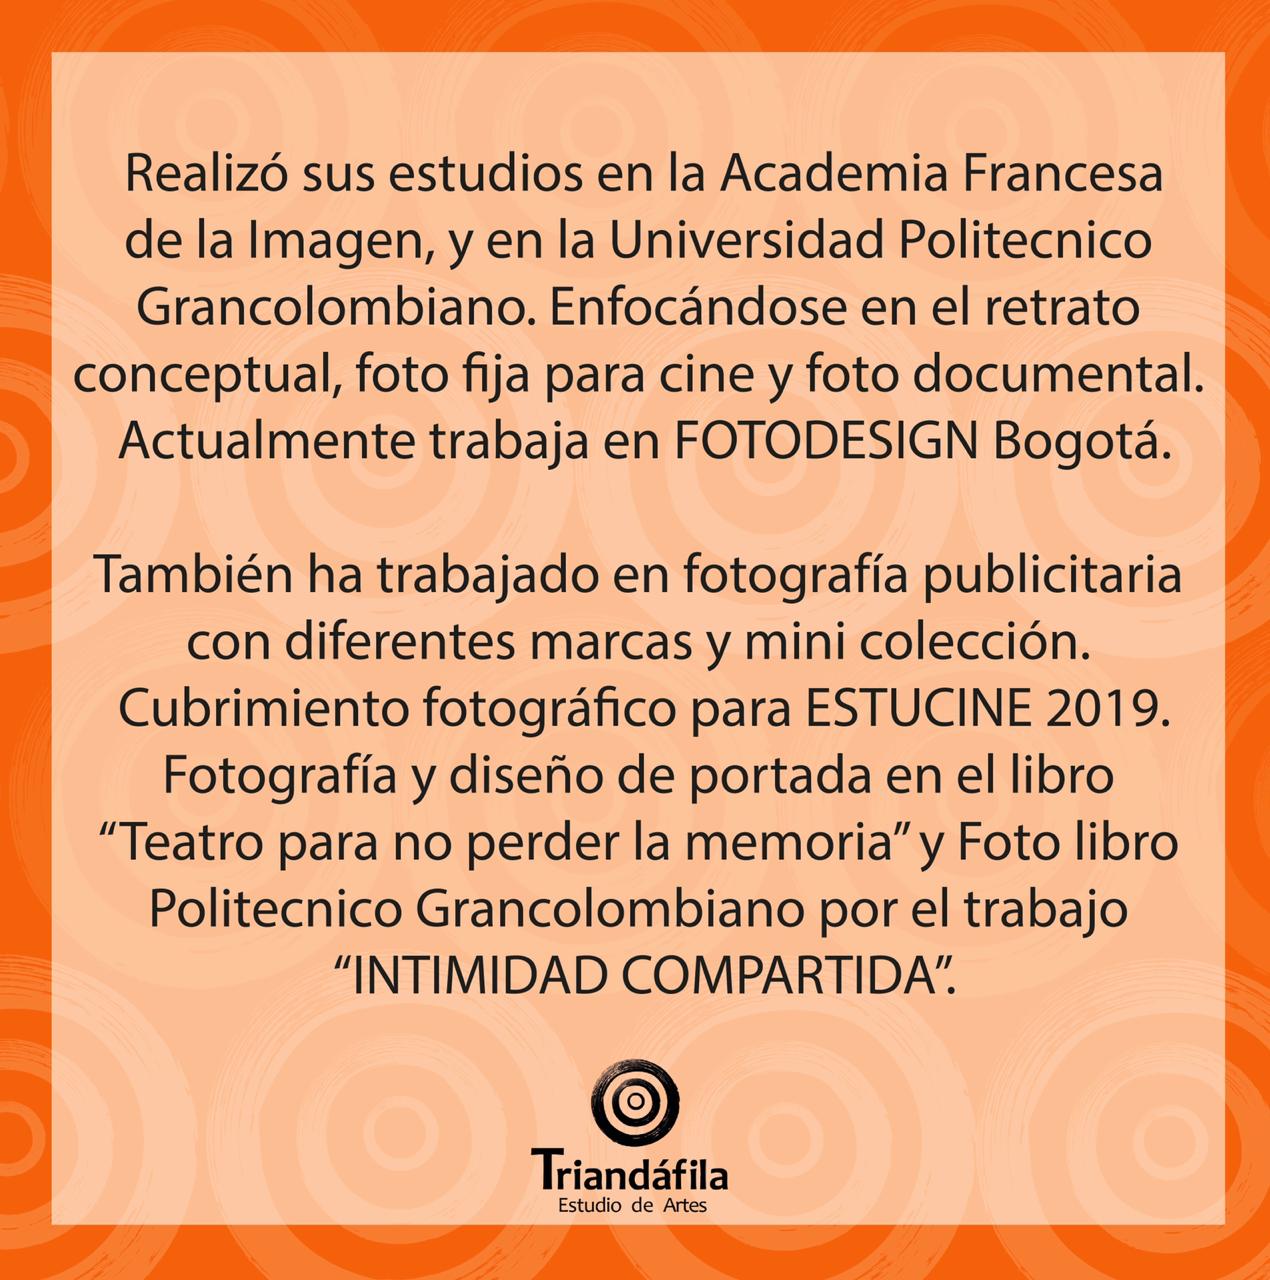 Realizó sus estudios en la Academia Francesa
de la Imagen, y en la Universidad Politecnico
Grancolombiano. Enfocándose en el retrato
conceptual, foto fija para cine y foto documental.
Actualmente trabaja en FOTODESIGN Bogotá.
También ha trabajado en fotografía publicitaria
con diferentes marcas y mini colección.
Cubrimiento fotográfico para ESTUCINE 2019.
Fotografía y diseño de portada en el libro
“Teatro para no perder la memoria” y Foto libro
Politecnico Grancolombiano por el trabajo
“INTIMIDAD COMPARTIDA”.
Triandáfila
Estudio de Artes